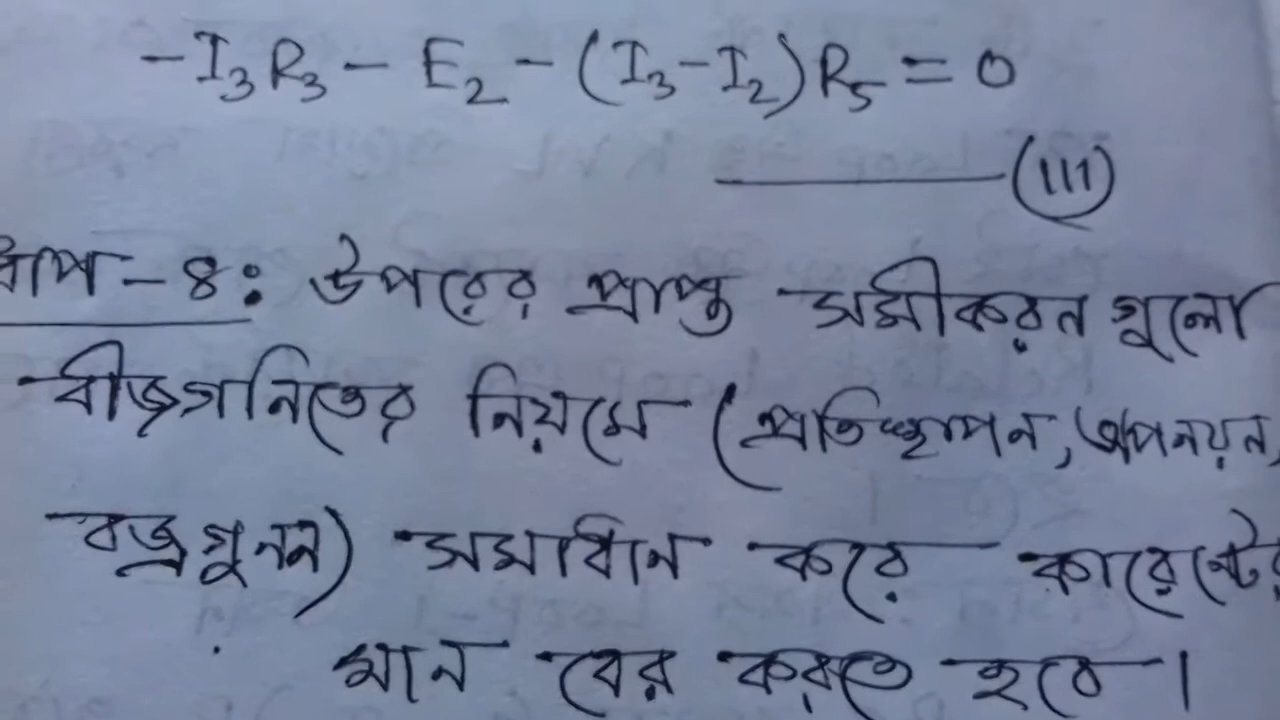 -I₃R₃ - E₂ - (I₃-I₂)R₅ = 0
(III)
ধাপ-৪: উপরের প্রাপ্ত সমীকরন গুলো
বীজগনিতের নিয়মে (প্রতিস্থাপন, অপনয়ন,
বজ্রগুনন) সমাধান করে কারেন্টের
মান বের করতে হবে।